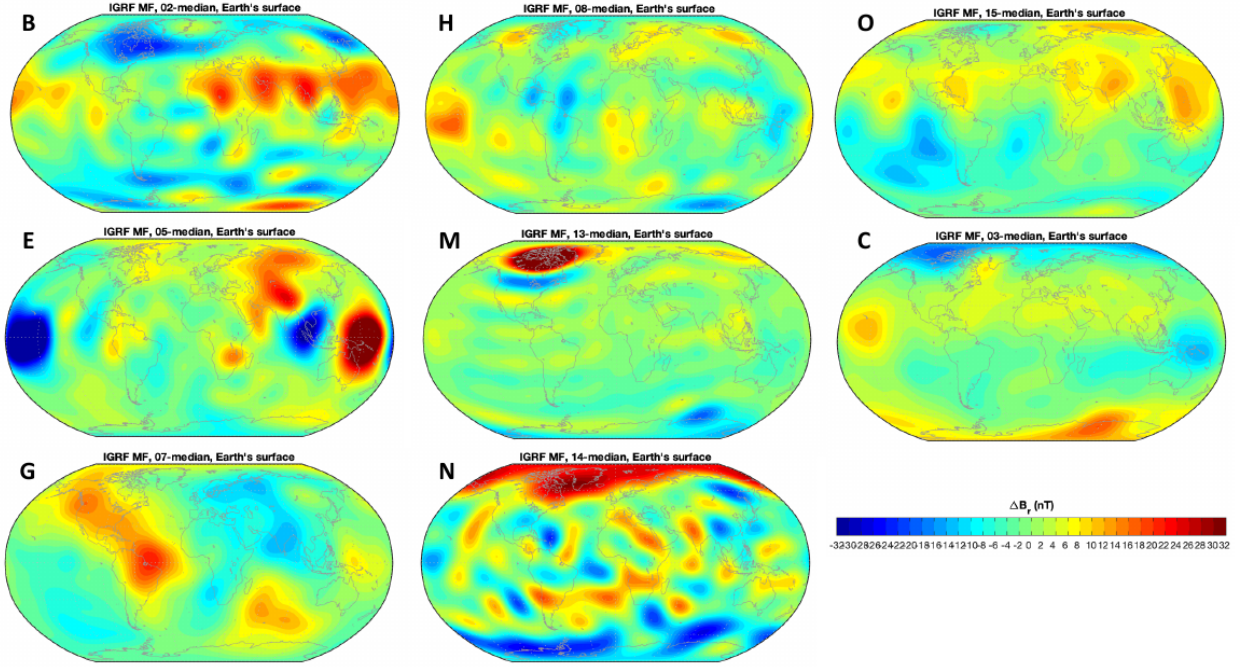 B
IGRF MF, 02-median, Earth's surface
H
IGRF MF, 08-median, Earth's surface
O
IGRF MF, 15-median, Earth's surface
E
IGRF MF, 05-median, Earth's surface
M
IGRF MF, 13-median, Earth's surface
C
IGRF MF, 03-median, Earth's surface
G
IGRF MF, 07-median, Earth's surface
N
IGRF MF, 14-median, Earth's surface
△Br (nT)
-32-30-28-26-24-22-20-18-16-14-12-10-8 -6 -4 -2 0 2 4 6 8 10 12 14 16 18 20 22 24 26 28 30 32